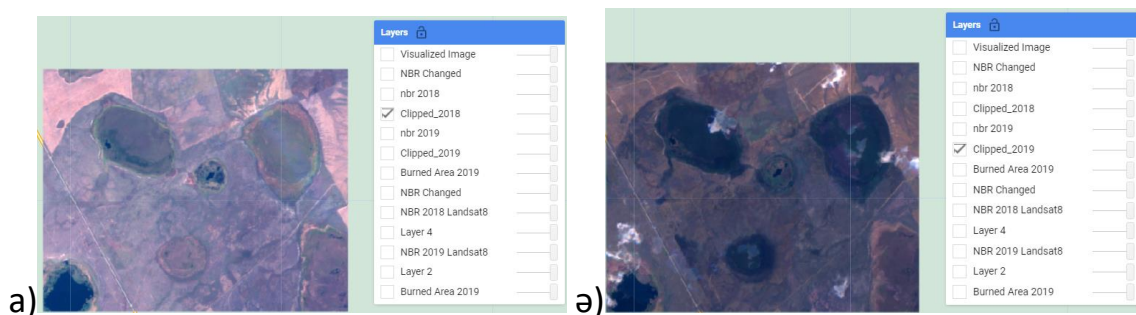 Layers
Visualized Image
NBR Changed
nbr 2018
Clipped_2018
nbr 2019
Clipped_2019
Burned Area 2019
NBR Changed
NBR 2018 Landsat8
Layer 4
NBR 2019 Landsat8
Layer 2
Burned Area 2019
а)
Layers
Visualized Image
NBR Changed
nbr 2018
Clipped_2018
nbr 2019
Clipped_2019
Burned Area 2019
NBR Changed
NBR 2018 Landsat8
Layer 4
NBR 2019 Landsat8
Layer 2
Burned Area 2019
ә)